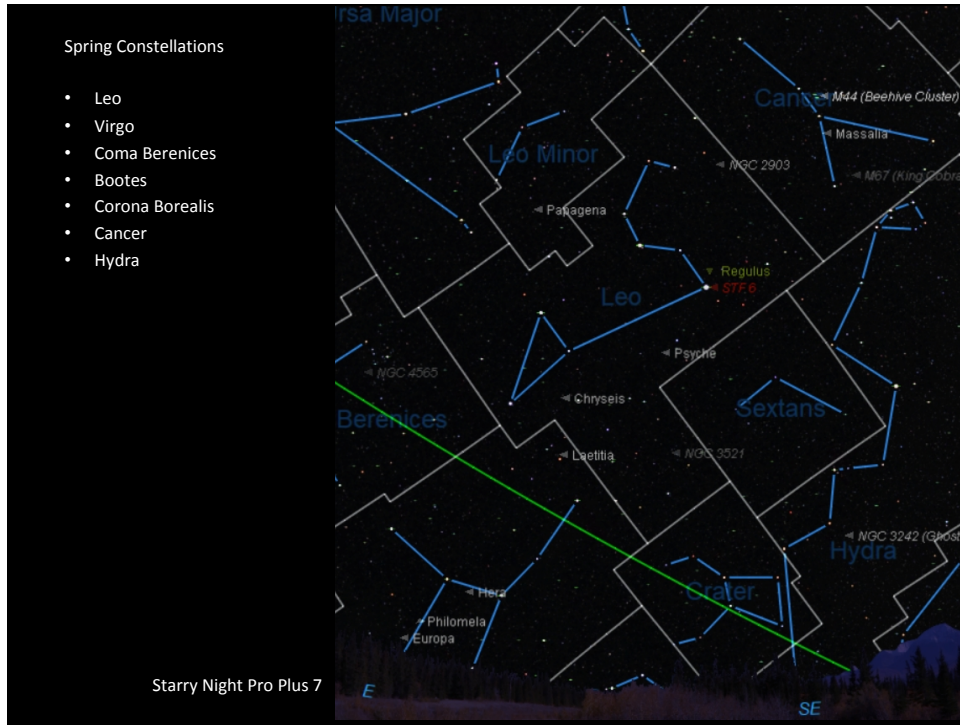 Spring Constellations
• Leo
• Virgo
• Coma Berenices
• Bootes
• Corona Borealis
• Cancer
• Hydra
Starry Night Pro Plus 7
Ursa Major
Cancer
M44 (Beehive Cluster)
Massalia
Leo Minor
NGC 2903
M67 (King Cobra
Papagena
Regulus
STF 6
Leo
Psyche
NGC 4565
Chryseis
Sextans
Berenices
Laetitia
NGC 3521
NGC 3242 (Ghost
Hydra
Crater
Hera
Philomela
Europa
E
SE